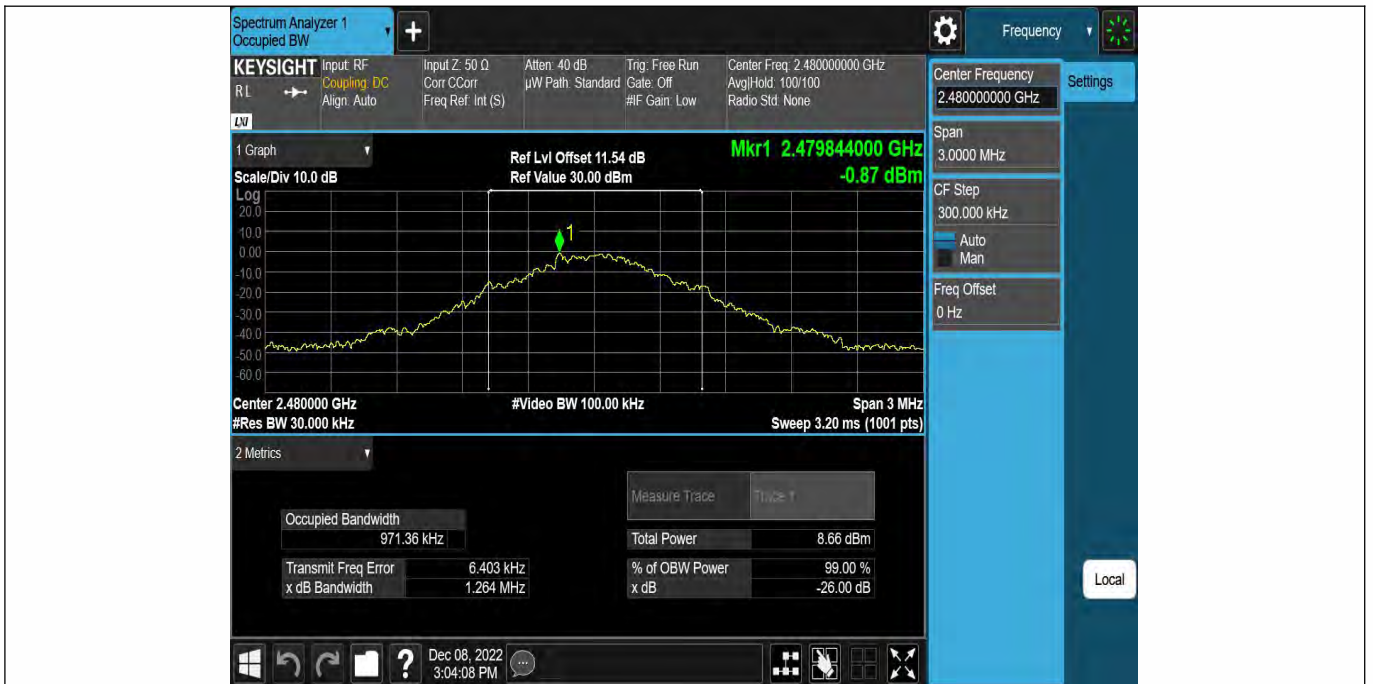 Spectrum Analyzer 1
Occupied BW
+
Frequency
KEYSIGHT
RL
LXI
Input: RF
Coupling: DC
Align: Auto
Input Z: 50 Ω
Corr CCorr
Freq Ref: Int (S)
Atten: 40 dB
µW Path: Standard
Trig: Free Run
Gate: Off
#IF Gain: Low
Center Freq: 2.480000000 GHz
Avg|Hold: 100/100
Radio Std: None
Center Frequency
2.480000000 GHz
Settings
Span
3.0000 MHz
CF Step
300.000 kHz
Auto
Man
Freq Offset
0 Hz
Local
1 Graph
Scale/Div 10.0 dB
Ref Lvl Offset 11.54 dB
Ref Value 30.00 dBm
Mkr1 2.479844000 GHz
-0.87 dBm
Log
20.0
10.0
0.00
-10.0
-20.0
-30.0
-40.0
-50.0
-60.0
1
Center 2.480000 GHz
#Video BW 100.00 kHz
Span 3 MHz
#Res BW 30.000 kHz
Sweep 3.20 ms (1001 pts)
2 Metrics
Measure Trace
Trace 1
Occupied Bandwidth
971.36 kHz
Total Power
8.66 dBm
Transmit Freq Error
6.403 kHz
% of OBW Power
99.00 %
x dB Bandwidth
1.264 MHz
x dB
-26.00 dB
?
Dec 08, 2022
3:04:08 PM